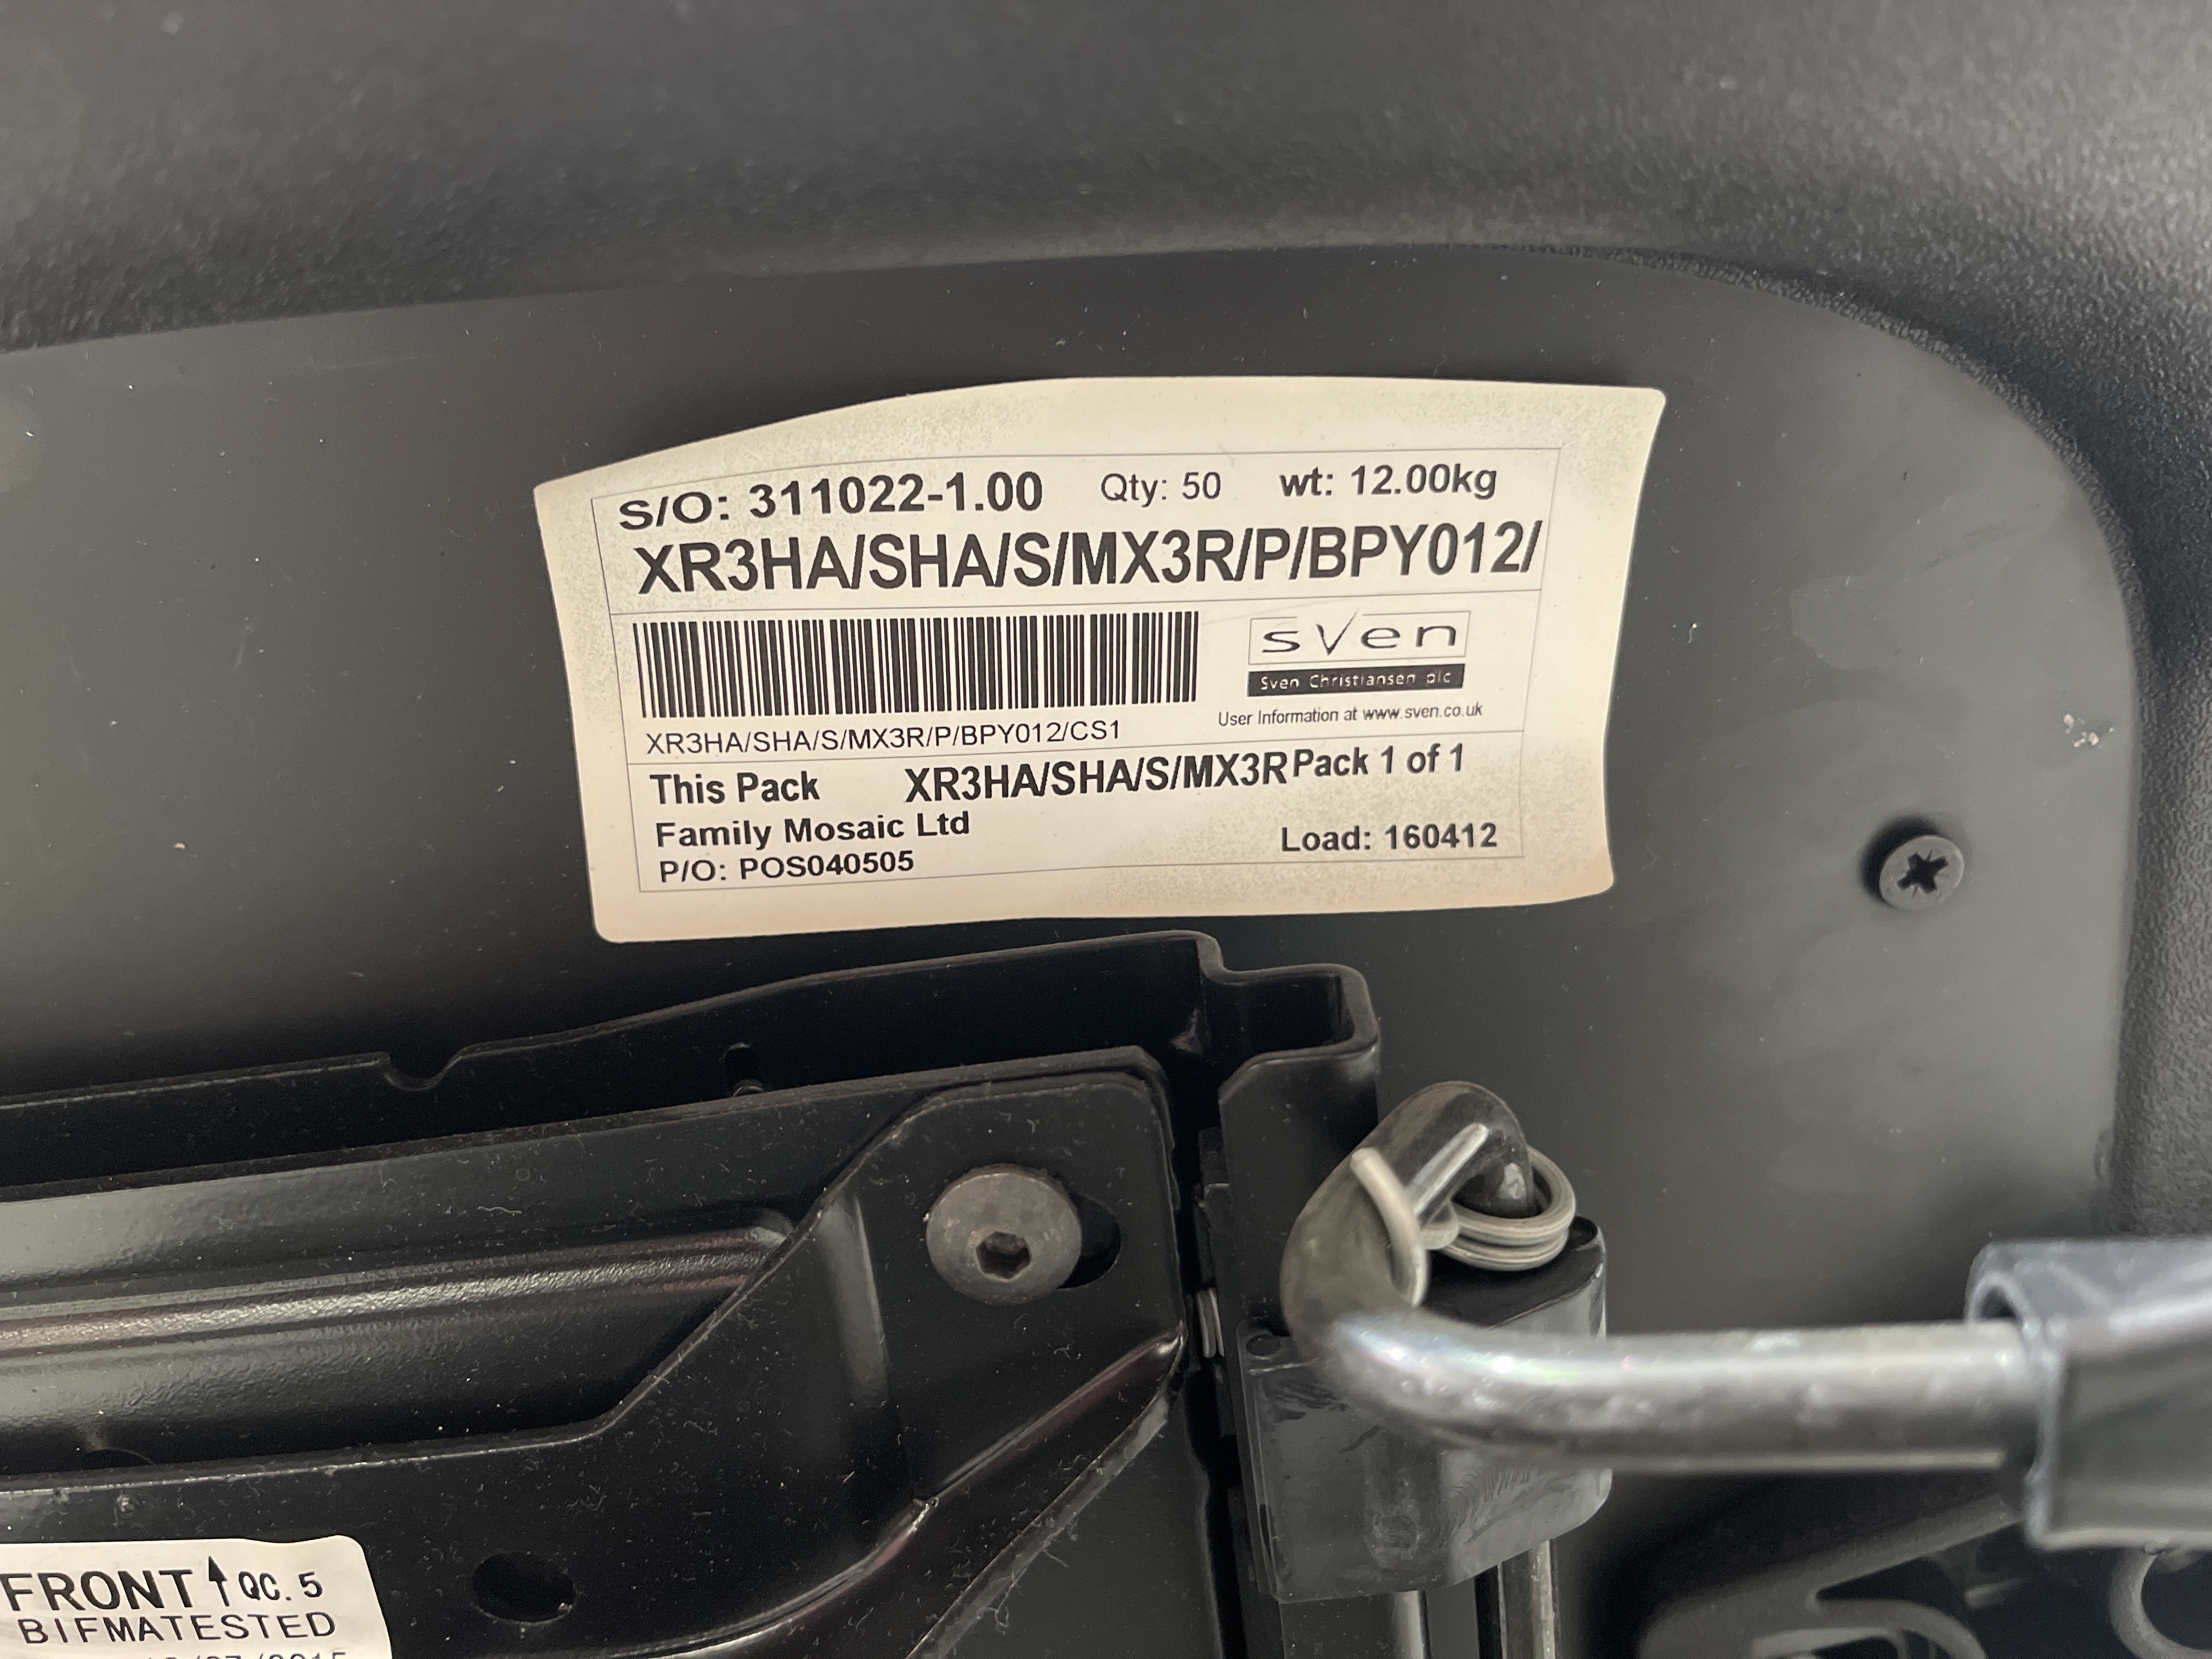 S/O: 311022-1.00 Qty: 50 wt: 12.00kg
XR3HA/SHA/S/MX3R/P/BPY012/
sven
Sven Christiansen plc
User Information at www.sven.co.uk
XR3HA/SHA/S/MX3R/P/BPY012/CS1
This Pack XR3HA/SHA/S/MX3R Pack 1 of 1
Family Mosaic Ltd
Load: 160412
P/O: POS040505
FRONT ↑ QC. 5
BIFMATESTED